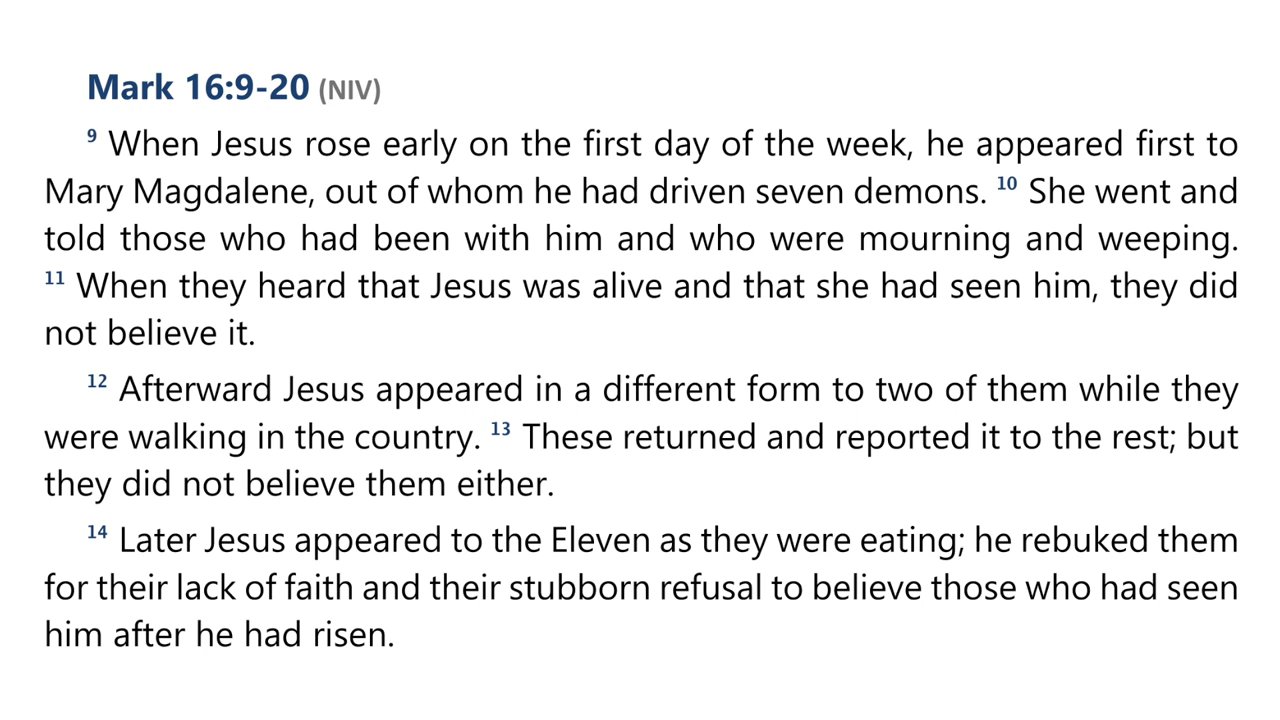 Mark 16:9-20 (NIV)
9 When Jesus rose early on the first day of the week, he appeared first to
Mary Magdalene, out of whom he had driven seven demons. 10 She went and
told those who had been with him and who were mourning and weeping.
11 When they heard that Jesus was alive and that she had seen him, they did
not believe it.
12 Afterward Jesus appeared in a different form to two of them while they
were walking in the country. 13 These returned and reported it to the rest; but
they did not believe them either.
14 Later Jesus appeared to the Eleven as they were eating; he rebuked them
for their lack of faith and their stubborn refusal to believe those who had seen
him after he had risen.